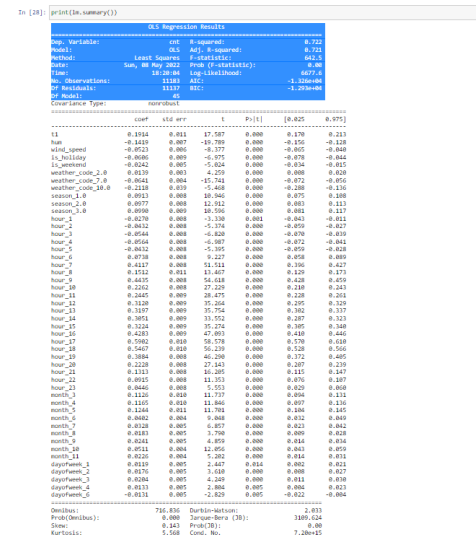 In [28]: print(lm.summary())
OLS Regression Results
Dep. Variable: cnt R-squared: 0.722
Model: OLS Adj. R-squared: 0.721
Method: Least Squares F-statistic: 642.5
Date: Sun, 08 May 2022 Prob (F-statistic): 0.00
Time: 18:20:04 Log-Likelihood: 6677.6
No. Observations: 11183 AIC: -1.326e+04
Df Residuals: 11137 BIC: -1.293e+04
Df Model: 45
Covariance Type: nonrobust
coef std err t P>|t| [0.025 0.975]
t1 0.1914 0.011 17.587 0.000 0.170 0.213
hum -0.1419 0.007 -19.789 0.000 -0.156 -0.128
wind_speed -0.0523 0.006 -8.377 0.000 -0.065 -0.040
is_holiday -0.0606 0.009 -6.975 0.000 -0.078 -0.044
is_weekend -0.0242 0.005 -5.024 0.000 -0.034 -0.015
weather_code_2.0 0.0139 0.003 4.259 0.000 0.008 0.020
weather_code_7.0 -0.0641 0.004 -15.741 0.000 -0.072 -0.056
weather_code_10.0 -0.2118 0.039 -5.468 0.000 -0.288 -0.136
season_1.0 0.0913 0.008 10.946 0.000 0.075 0.108
season_2.0 0.0977 0.008 12.912 0.000 0.083 0.113
season_3.0 0.0990 0.009 10.596 0.000 0.081 0.117
hour_1 -0.0270 0.008 -3.330 0.001 -0.043 -0.011
hour_2 -0.0432 0.008 -5.374 0.000 -0.059 -0.027
hour_3 -0.0544 0.008 -6.820 0.000 -0.070 -0.039
hour_4 -0.0564 0.008 -6.987 0.000 -0.072 -0.041
hour_5 -0.0432 0.008 -5.395 0.000 -0.059 -0.028
hour_6 0.0738 0.008 9.227 0.000 0.058 0.089
hour_7 0.4117 0.008 51.511 0.000 0.396 0.427
hour_8 0.1512 0.011 13.467 0.000 0.129 0.173
hour_9 0.4435 0.008 54.618 0.000 0.428 0.459
hour_10 0.2262 0.008 27.229 0.000 0.210 0.243
hour_11 0.2445 0.009 28.475 0.000 0.228 0.261
hour_12 0.3120 0.009 35.264 0.000 0.295 0.329
hour_13 0.3197 0.009 35.754 0.000 0.302 0.337
hour_14 0.3051 0.009 33.552 0.000 0.287 0.323
hour_15 0.3224 0.009 35.274 0.000 0.305 0.340
hour_16 0.4283 0.009 47.093 0.000 0.410 0.446
hour_17 0.5902 0.010 58.578 0.000 0.570 0.610
hour_18 0.5467 0.010 56.239 0.000 0.528 0.566
hour_19 0.3884 0.008 46.290 0.000 0.372 0.405
hour_20 0.2228 0.008 27.143 0.000 0.207 0.239
hour_21 0.1313 0.008 16.205 0.000 0.115 0.147
hour_22 0.0915 0.008 11.353 0.000 0.076 0.107
hour_23 0.0446 0.008 5.553 0.000 0.029 0.060
month_3 0.1126 0.010 11.737 0.000 0.094 0.131
month_4 0.1165 0.010 11.846 0.000 0.097 0.136
month_5 0.1244 0.011 11.701 0.000 0.104 0.145
month_6 0.0402 0.004 9.048 0.000 0.032 0.049
month_7 0.0328 0.005 6.857 0.000 0.023 0.042
month_8 0.0183 0.005 3.790 0.000 0.009 0.028
month_9 0.0241 0.005 4.859 0.000 0.014 0.034
month_10 0.0511 0.004 12.056 0.000 0.043 0.059
month_11 0.0226 0.004 5.202 0.000 0.014 0.031
dayofweek_1 0.0119 0.005 2.447 0.014 0.002 0.021
dayofweek_2 0.0176 0.005 3.610 0.000 0.008 0.027
dayofweek_3 0.0204 0.005 4.249 0.000 0.011 0.030
dayofweek_4 0.0133 0.005 2.804 0.005 0.004 0.023
dayofweek_6 -0.0131 0.005 -2.829 0.005 -0.022 -0.004
Omnibus: 716.836 Durbin-Watson: 2.033
Prob(Omnibus): 0.000 Jarque-Bera (JB): 3109.624
Skew: 0.143 Prob(JB): 0.00
Kurtosis: 5.568 Cond. No. 7.20e+15